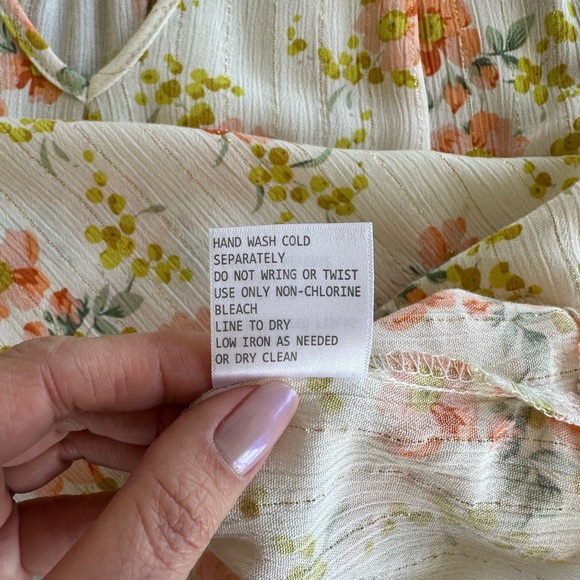 HAND WASH COLD
SEPARATELY
DO NOT WRING OR TWIST
USE ONLY NON-CHLORINE
BLEACH
LINE TO DRY
LOW IRON AS NEEDED
OR DRY CLEAN